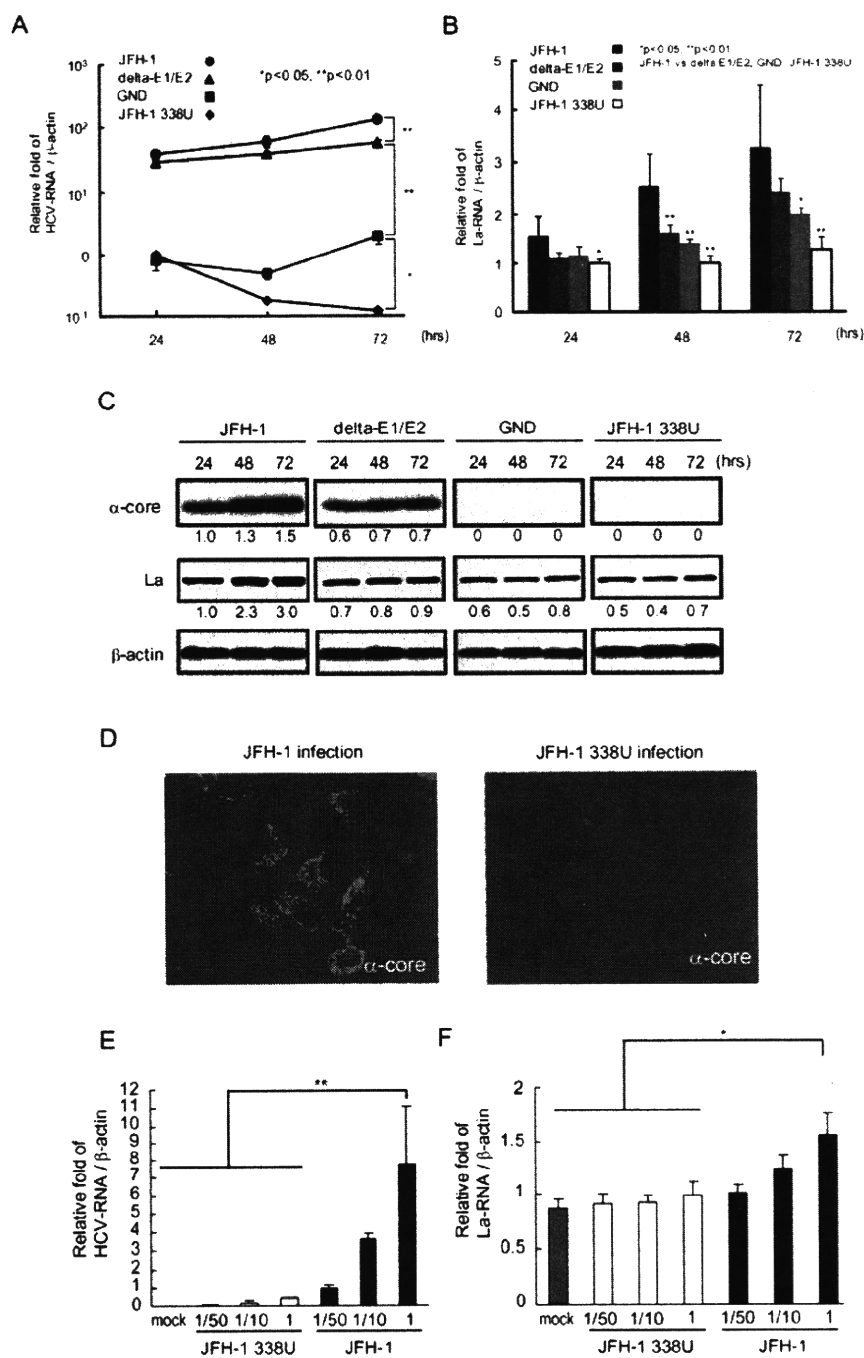 A
JFH-1
delta-E1/E2
GND
JFH-1 338U
*p<0.05, **p<0.01
Relative fold of
HCV-RNA / β-actin
10³
10²
10¹
0
10⁻¹
**
**
*
24 48 72 (hrs)
B
JFH-1
delta-E1/E2
GND
JFH-1 338U
*p<0.05, **p<0.01
JFH-1 vs delta E1/E2, GND, JFH-1 338U
Relative fold of
La-RNA / β-actin
5
4
3
2
1
0
*
** ** **
* **
24 48 72 (hrs)
C
JFH-1 delta-E1/E2 GND JFH-1 338U
24 48 72 24 48 72 24 48 72 24 48 72 (hrs)
α-core
1.0 1.3 1.5 0.6 0.7 0.7 0 0 0 0 0 0
La
1.0 2.3 3.0 0.7 0.8 0.9 0.6 0.5 0.8 0.5 0.4 0.7
β-actin
D
JFH-1 infection JFH-1 338U infection
α-core α-core
E
**
Relative fold of
HCV-RNA / β-actin
12
11
10
9
8
7
6
5
4
3
2
1
0
mock 1/50 1/10 1 1/50 1/10 1
JFH-1 338U JFH-1
F
*
Relative fold of
La-RNA / β-actin
2
1.5
1
0.5
0
mock 1/50 1/10 1 1/50 1/10 1
JFH-1 338U JFH-1